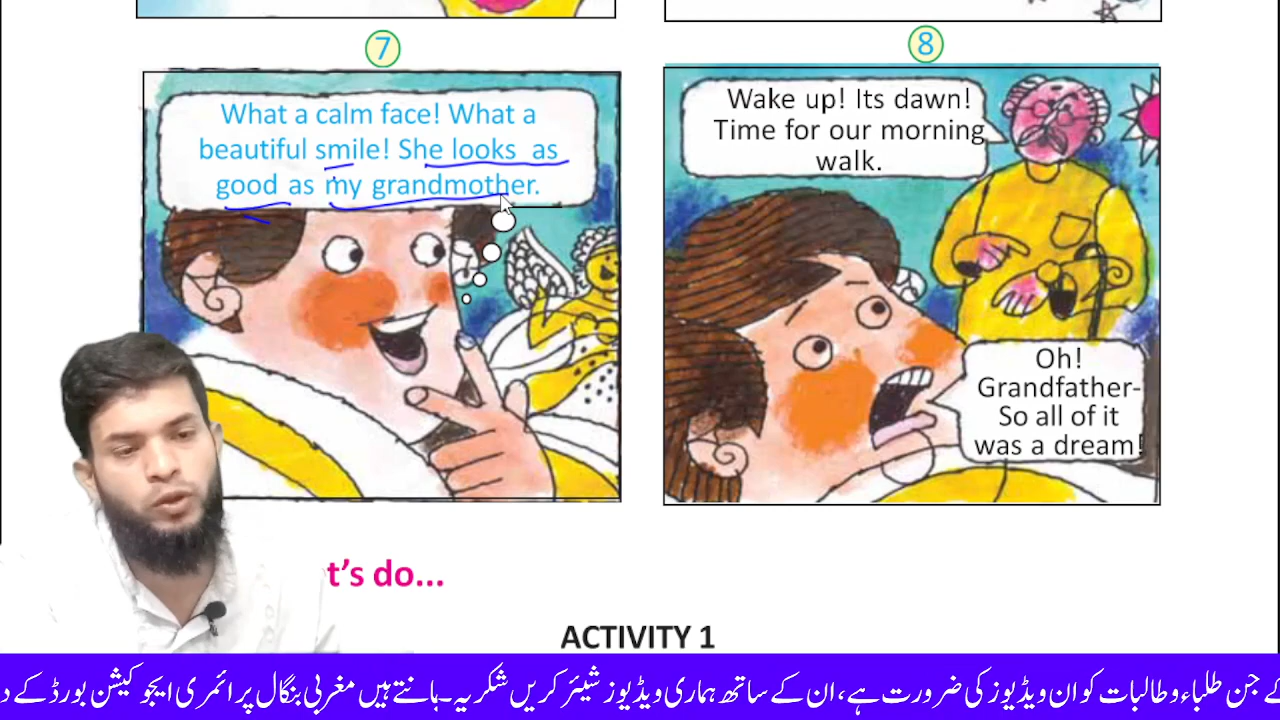 7
What a calm face! What a
beautiful smile! She looks as
good as my grandmother.
8
Wake up! Its dawn!
Time for our morning
walk.
Oh!
Grandfather-
So all of it
was a dream!
t's do...
ACTIVITY 1
کے جن طلباء و طالبات کو ان ویڈیوز کی ضرورت ہے، ان کے ساتھ ہماری ویڈیوز شیئر کریں شکریہ۔ مغربی بنگال پرائمری ایجوکیشن بورڈ کے